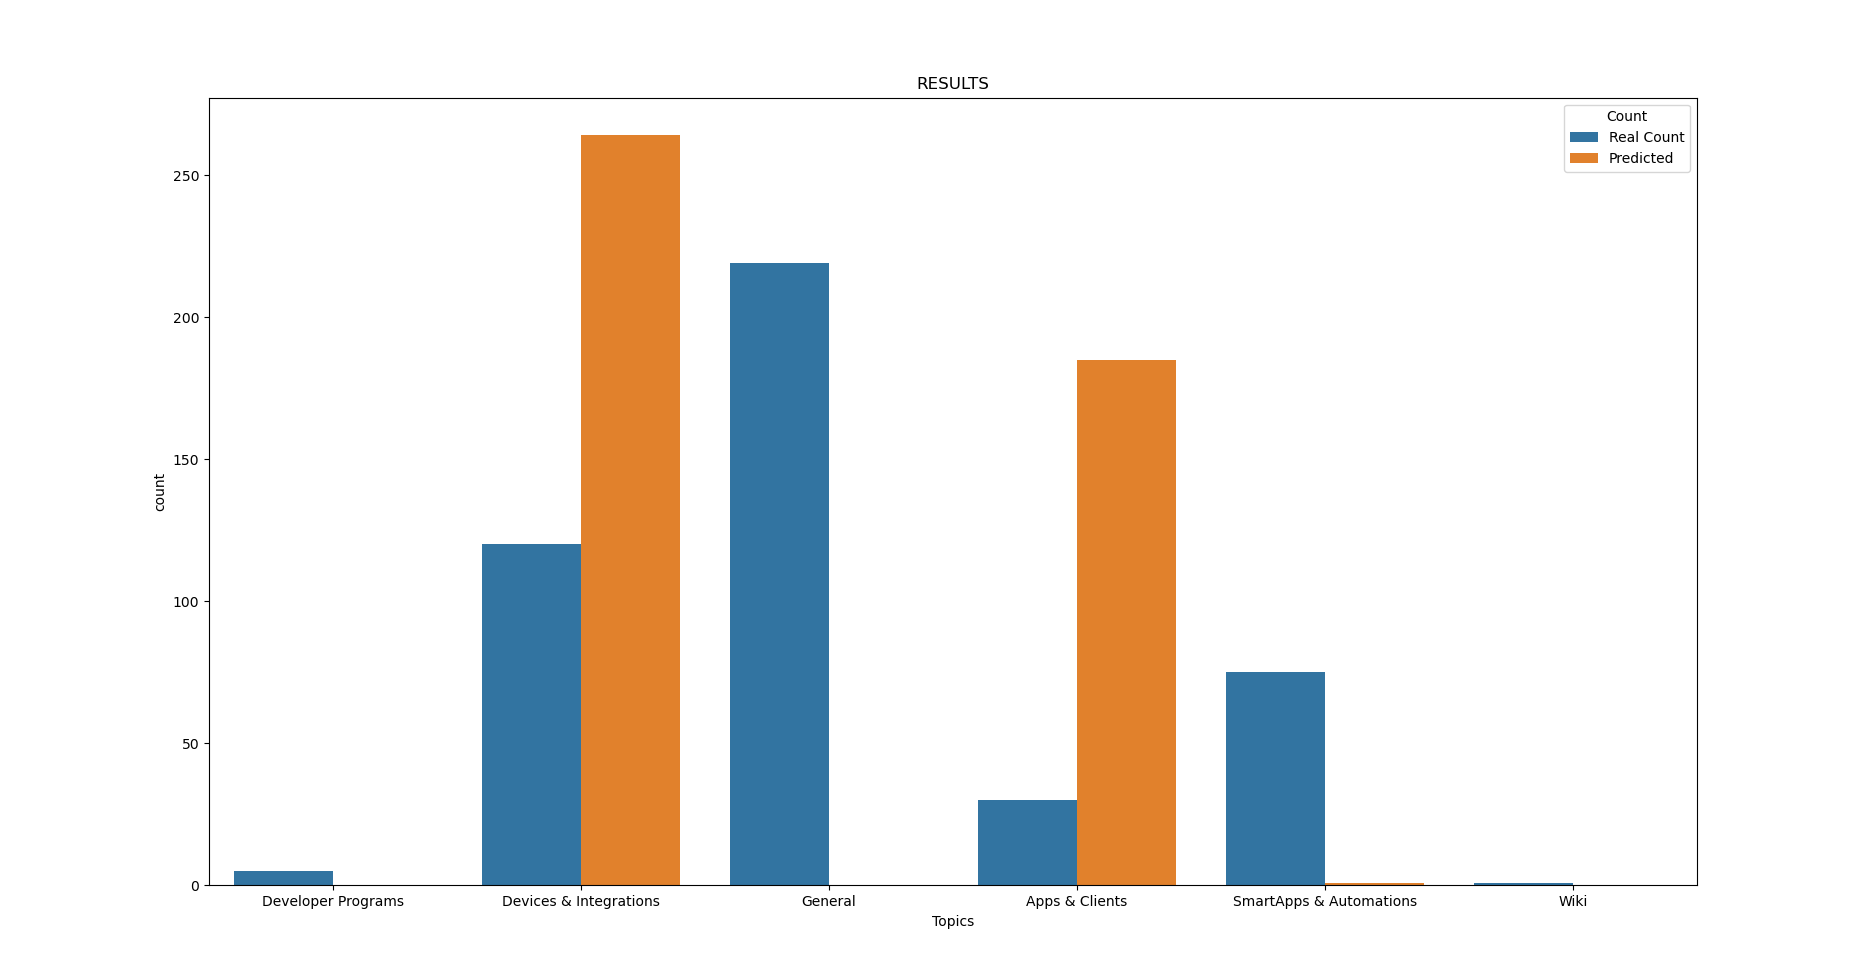 RESULTS
Count
Real Count
Predicted
250
200
150
100
50
0
count
Developer Programs
Devices & Integrations
General
Apps & Clients
SmartApps & Automations
Wiki
Topics